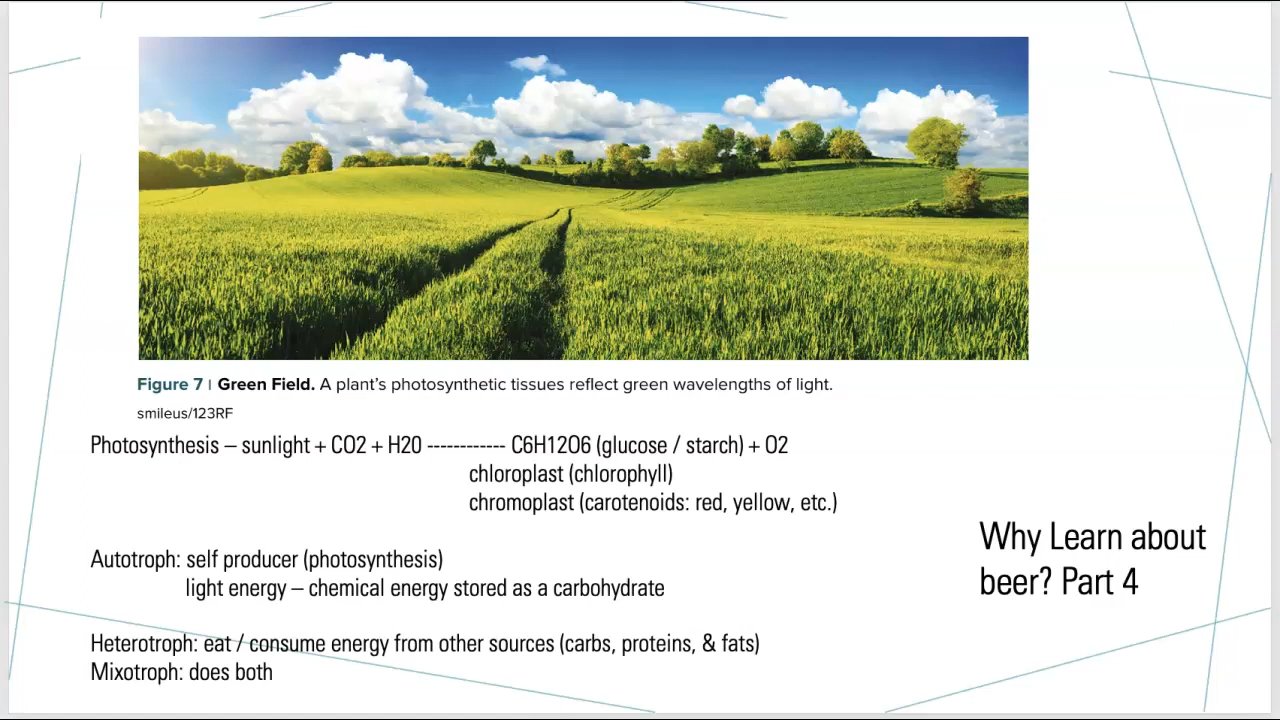 Figure 7 | Green Field. A plant's photosynthetic tissues reflect green wavelengths of light.
smileus/123RF
Photosynthesis – sunlight + CO2 + H20 ------------ C6H12O6 (glucose / starch) + O2
chloroplast (chlorophyll)
chromoplast (carotenoids: red, yellow, etc.)
Autotroph: self producer (photosynthesis)
light energy – chemical energy stored as a carbohydrate
Heterotroph: eat / consume energy from other sources (carbs, proteins, & fats)
Mixotroph: does both
Why Learn about
beer? Part 4